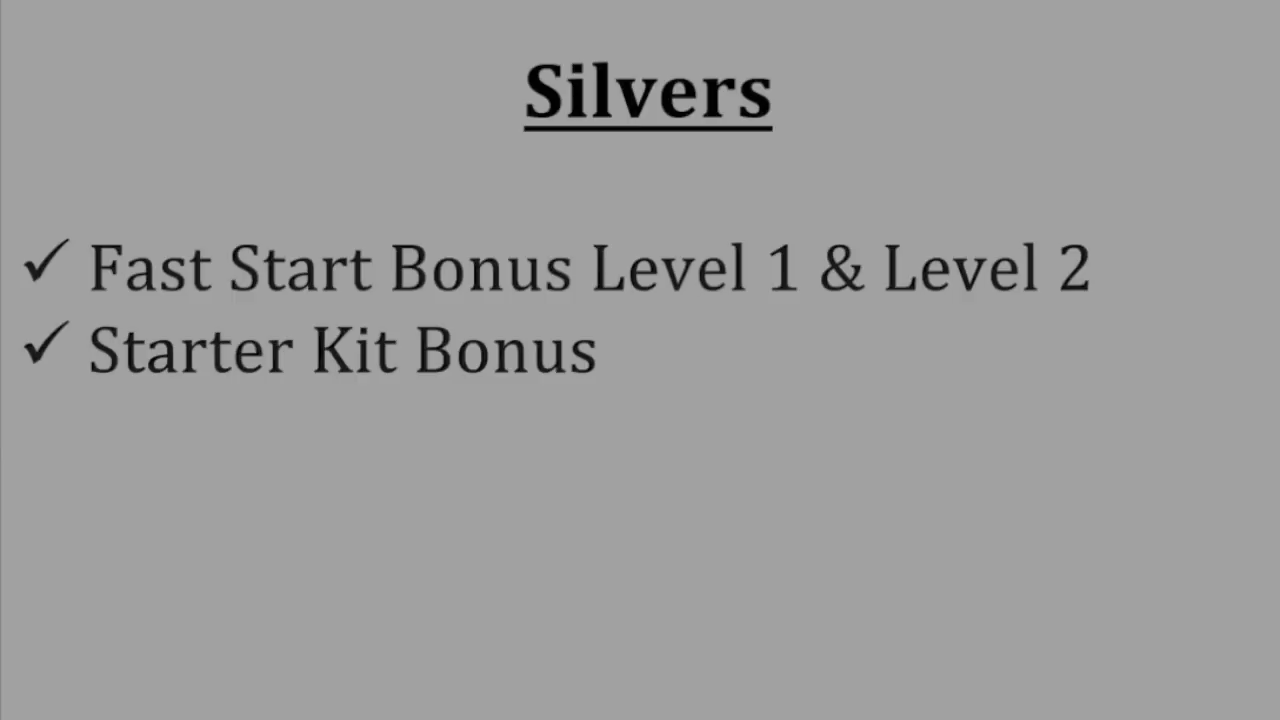 Silvers
✓ Fast Start Bonus Level 1 & Level 2
✓ Starter Kit Bonus